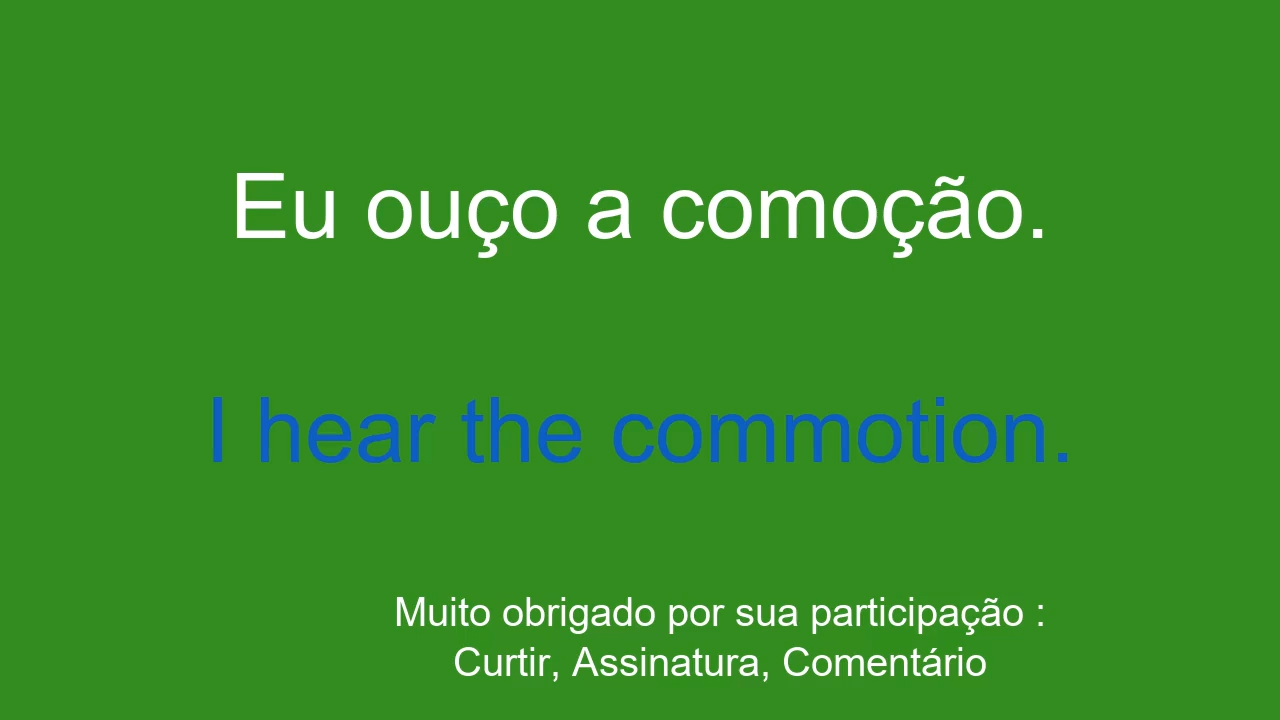 Eu ouço a comoção.
I hear the commotion.
Muito obrigado por sua participação :
Curtir, Assinatura, Comentário